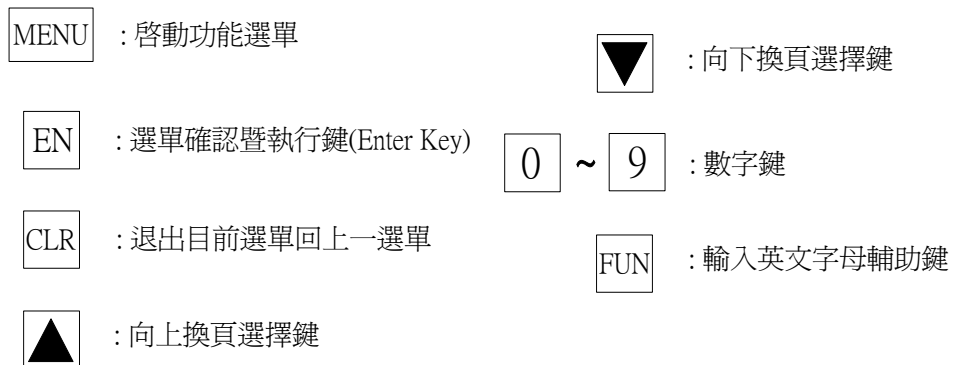 MENU : 啓動功能選單
EN : 選單確認暨執行鍵(Enter Key)
CLR : 退出目前選單回上一選單
▲ : 向上換頁選擇鍵
▼ : 向下換頁選擇鍵
0 ~ 9 : 數字鍵
FUN : 輸入英文字母輔助鍵